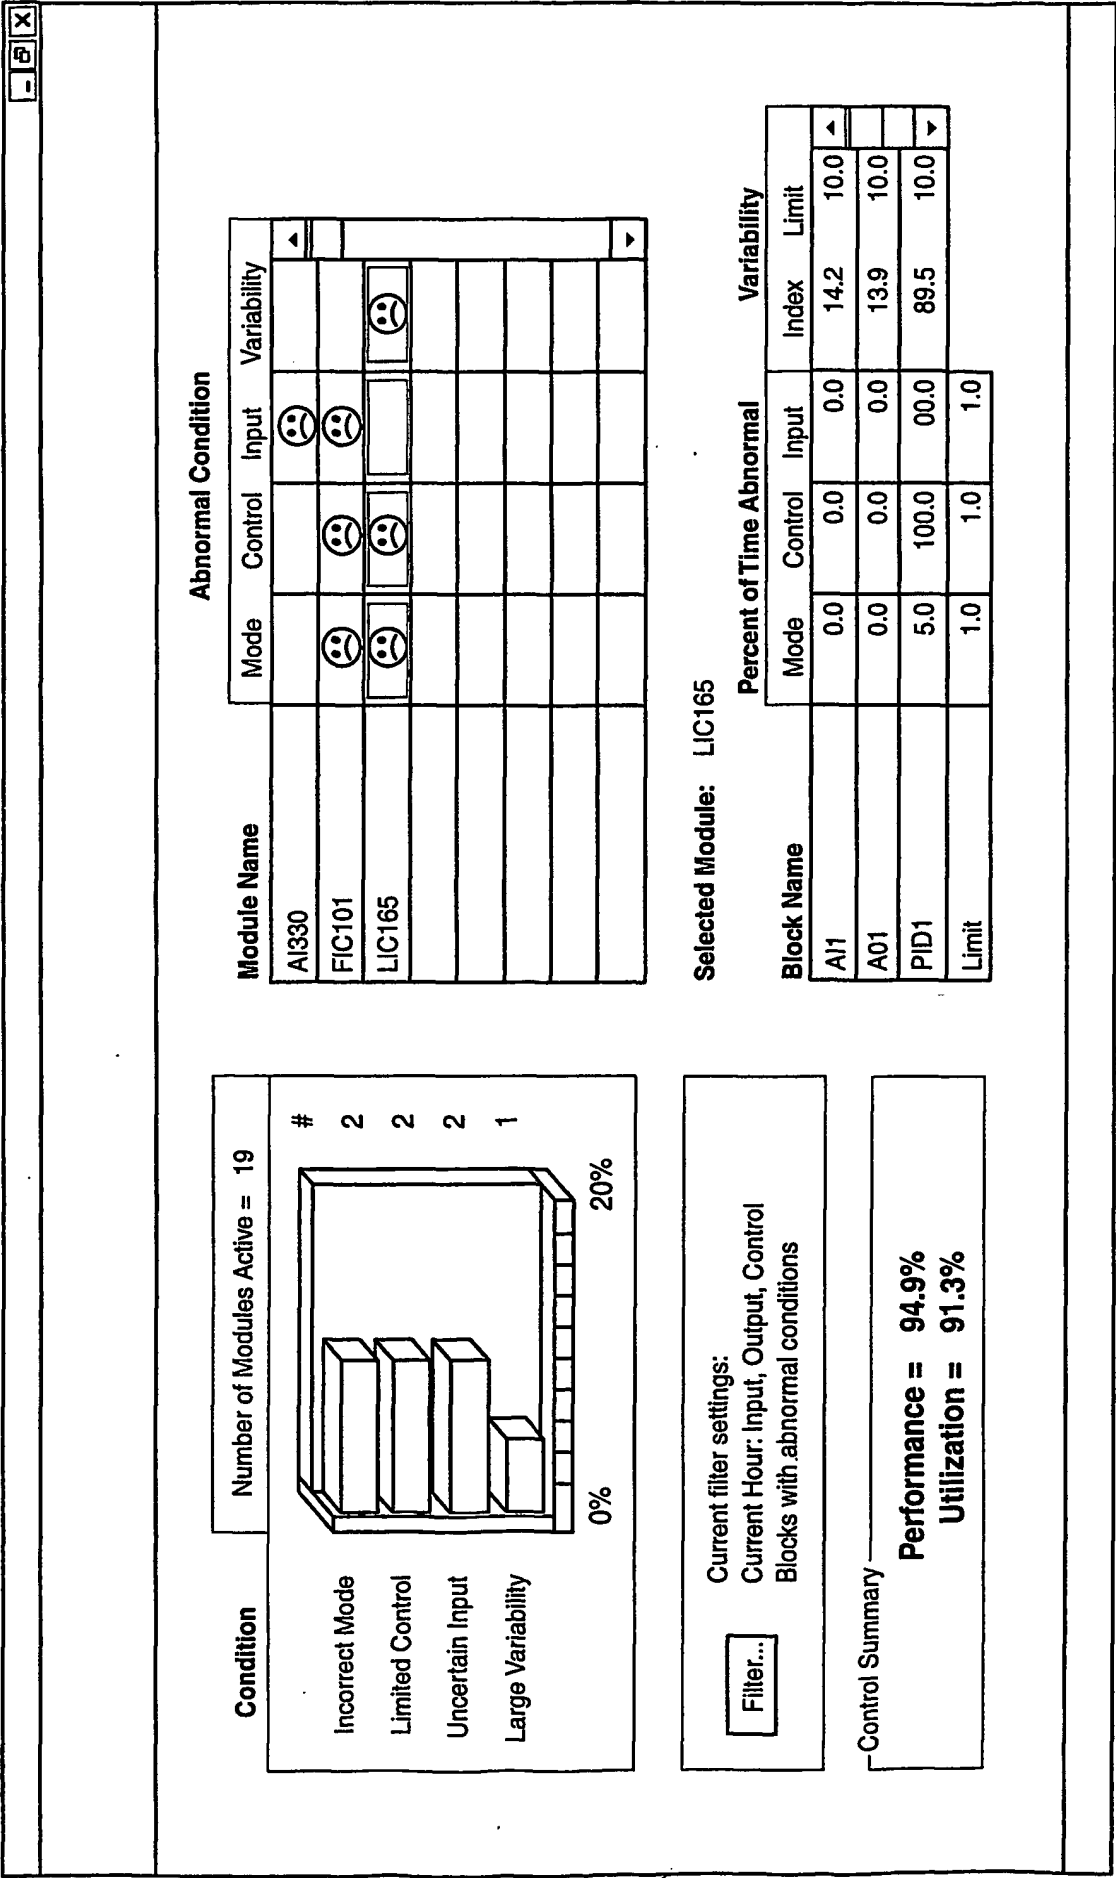 Condition
Number of Modules Active = 19
#
Incorrect Mode 2
Limited Control 2
Uncertain Input 2
Large Variability 1
0% 20%
Filter...
Current filter settings:
Current Hour: Input, Output, Control
Blocks with abnormal conditions
Control Summary
Performance = 94.9%
Utilization = 91.3%
Abnormal Condition
Module Name Mode Control Input Variability
AI330
FIC101
LIC165
Selected Module: LIC165
Percent of Time Abnormal Variability
Block Name Mode Control Input Index Limit
AI1 0.0 0.0 0.0 14.2 10.0
A01 0.0 0.0 0.0 13.9 10.0
PID1 5.0 100.0 00.0 89.5 10.0
Limit 1.0 1.0 1.0